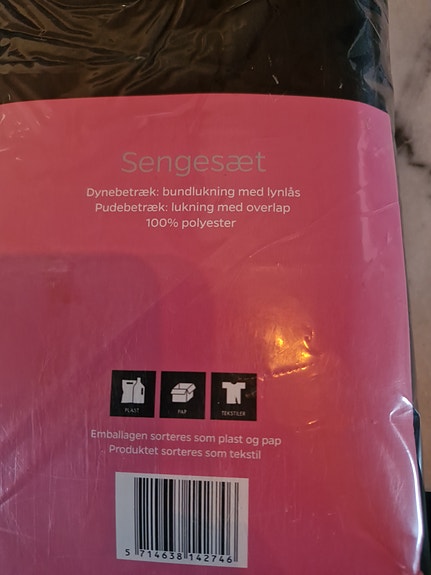 Sengesæt
Dynebetræk: bundlukning med lynlås
Pudebetræk: lukning med overlap
100% polyester
PLAST PAP TEKSTILER
Emballagen sorteres som plast og pap
Produktet sorteres som tekstil
5 714638 142746